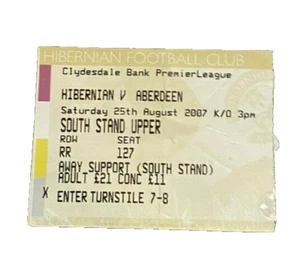 HIBERNIAN FOOTBALL CLUB
Clydesdale Bank PremierLeague
HIBERNIAN V ABERDEEN
Saturday 25th August 2007 K/O 3pm
SOUTH STAND UPPER
ROW SEAT
RR 127
AWAY SUPPORT (SOUTH STAND)
ADULT £21 CONC £11
X ENTER TURNSTILE 7-8